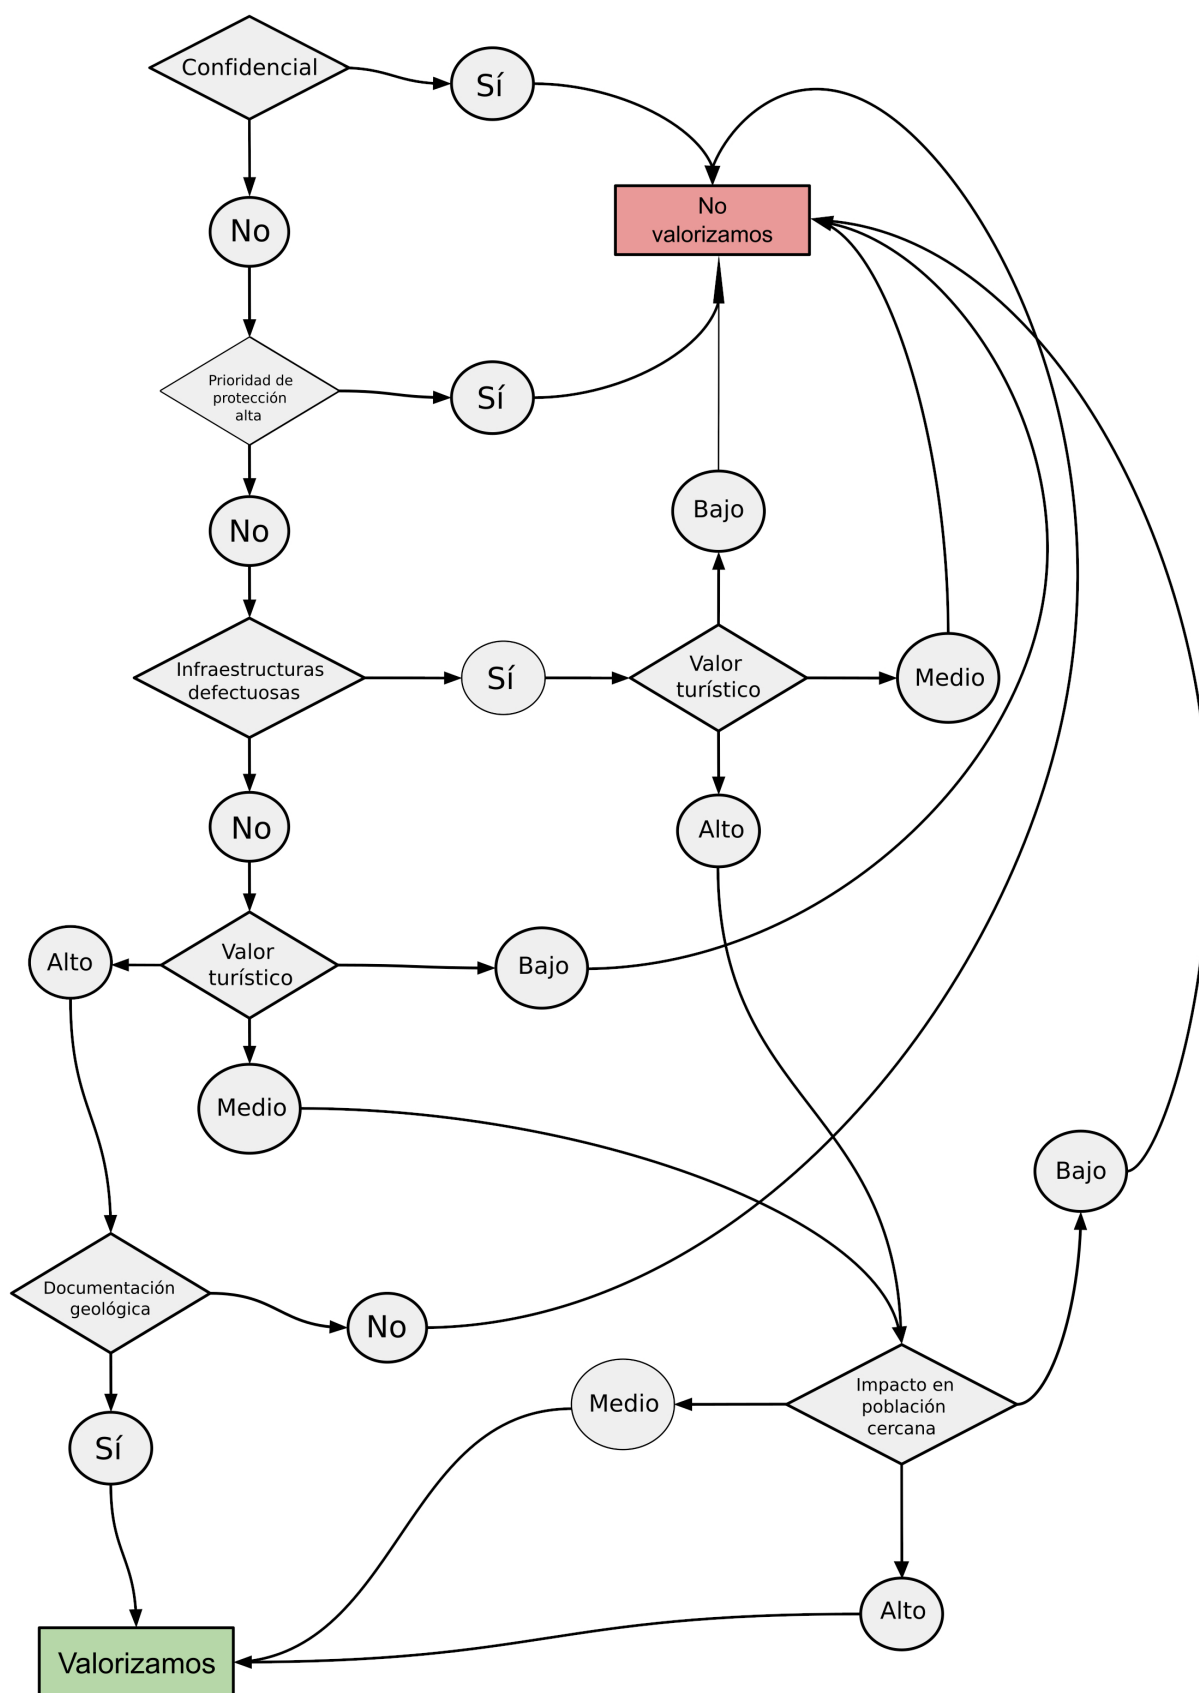 Confidencial
Sí
No
No
valorizamos
Prioridad de
protección
alta
Sí
No
Bajo
Infraestructuras
defectuosas
Sí
Valor
turístico
Medio
No
Alto
Alto
Valor
turístico
Bajo
Medio
Bajo
Documentación
geológica
No
Medio
Impacto en
población
cercana
Sí
Alto
Valorizamos